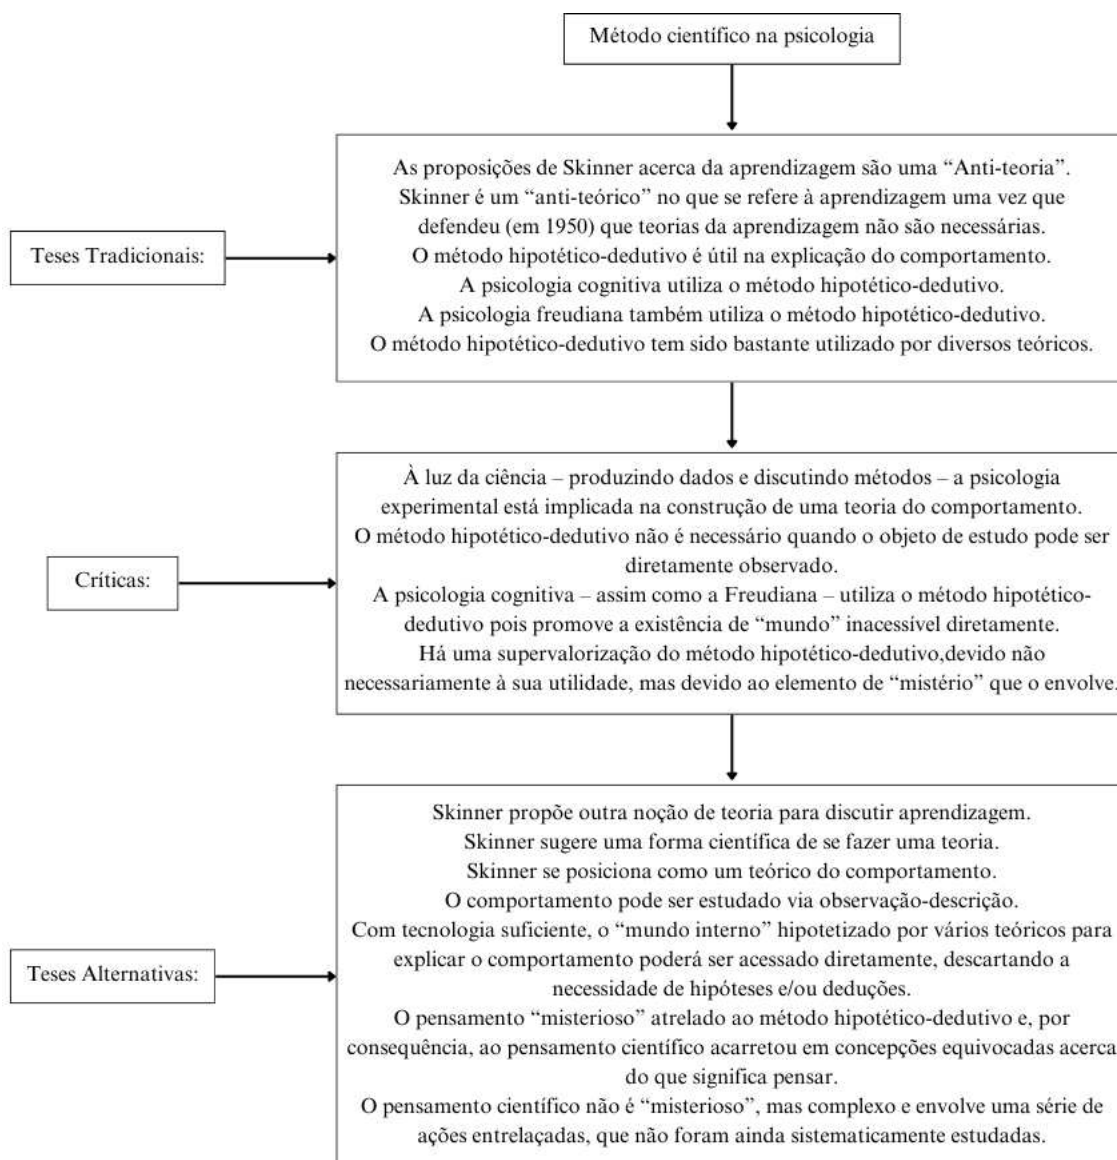 Método científico na psicologia
Teses Tradicionais:
As proposições de Skinner acerca da aprendizagem são uma “Anti-teoria”.
Skinner é um “anti-teórico” no que se refere à aprendizagem uma vez que
defendeu (em 1950) que teorias da aprendizagem não são necessárias.
O método hipotético-dedutivo é útil na explicação do comportamento.
A psicologia cognitiva utiliza o método hipotético-dedutivo.
A psicologia freudiana também utiliza o método hipotético-dedutivo.
O método hipotético-dedutivo tem sido bastante utilizado por diversos teóricos.
Críticas:
À luz da ciência – produzindo dados e discutindo métodos – a psicologia
experimental está implicada na construção de uma teoria do comportamento.
O método hipotético-dedutivo não é necessário quando o objeto de estudo pode ser
diretamente observado.
A psicologia cognitiva – assim como a Freudiana – utiliza o método hipotético-
dedutivo pois promove a existência de “mundo” inacessível diretamente.
Há uma supervalorização do método hipotético-dedutivo,devido não
necessariamente à sua utilidade, mas devido ao elemento de “mistério” que o envolve.
Teses Alternativas:
Skinner propõe outra noção de teoria para discutir aprendizagem.
Skinner sugere uma forma científica de se fazer uma teoria.
Skinner se posiciona como um teórico do comportamento.
O comportamento pode ser estudado via observação-descrição.
Com tecnologia suficiente, o “mundo interno” hipotetizado por vários teóricos para
explicar o comportamento poderá ser acessado diretamente, descartando a
necessidade de hipóteses e/ou deduções.
O pensamento “misterioso” atrelado ao método hipotético-dedutivo e, por
consequência, ao pensamento científico acarretou em concepções equivocadas acerca
do que significa pensar.
O pensamento científico não é “misterioso”, mas complexo e envolve uma série de
ações entrelaçadas, que não foram ainda sistematicamente estudadas.